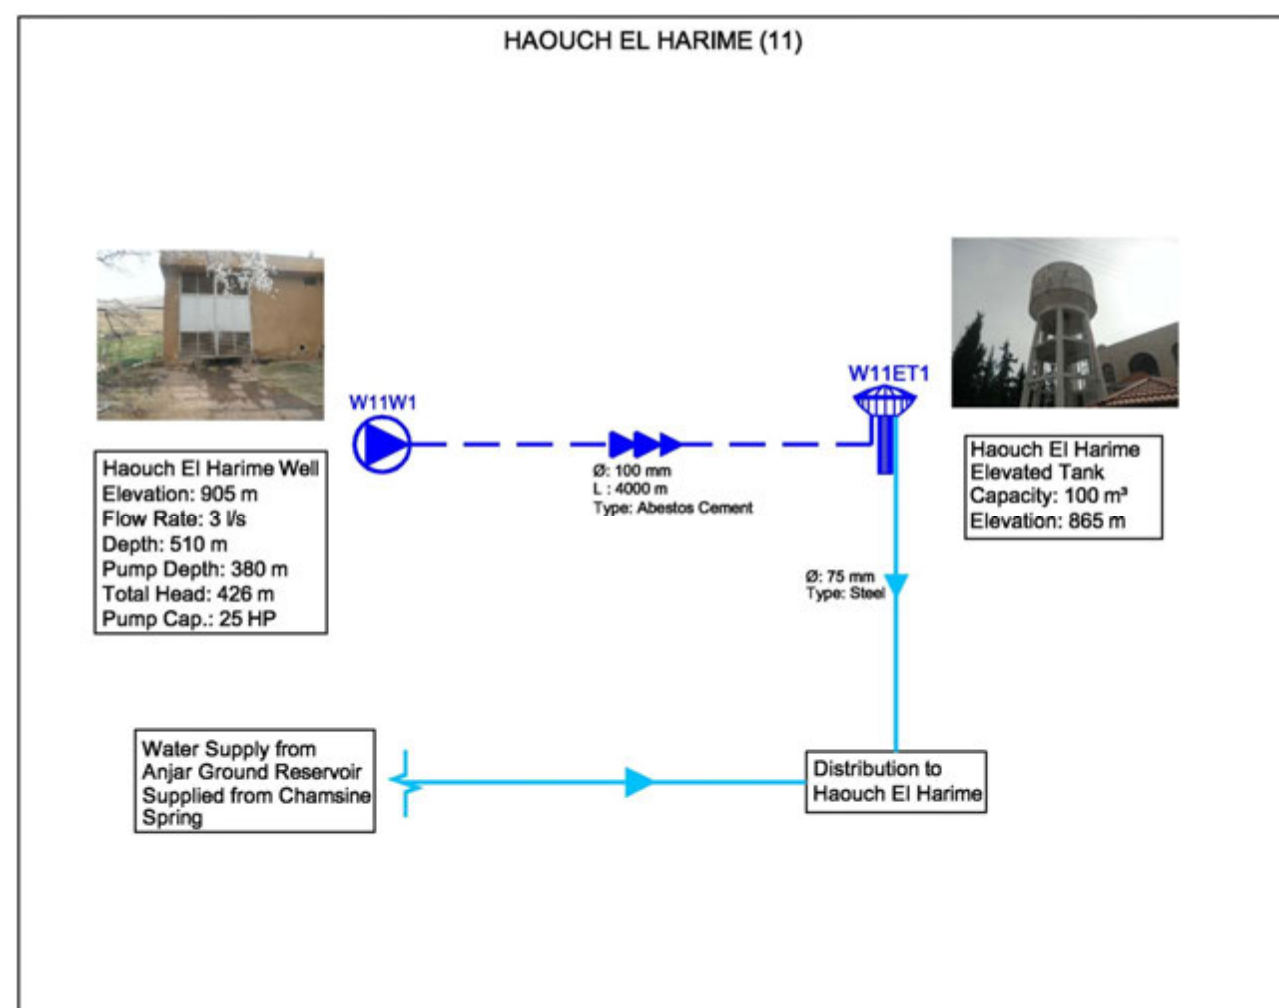 HAOUCH EL HARIME (11)
W11W1
W11ET1
Haouch El Harime Well
Elevation: 905 m
Flow Rate: 3 l/s
Depth: 510 m
Pump Depth: 380 m
Total Head: 426 m
Pump Cap.: 25 HP
Ø: 100 mm
L : 4000 m
Type: Abestos Cement
Haouch El Harime
Elevated Tank
Capacity: 100 m³
Elevation: 865 m
Ø: 75 mm
Type: Steel
Water Supply from
Anjar Ground Reservoir
Supplied from Chamsine
Spring
Distribution to
Haouch El Harime